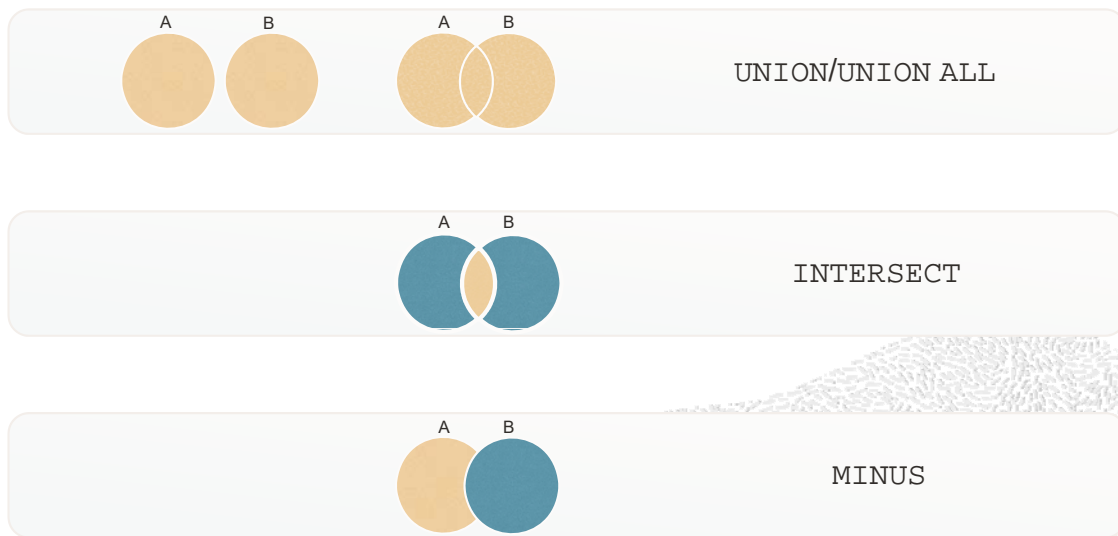 A B A B
UNION/UNION ALL
A B
INTERSECT
A B
MINUS